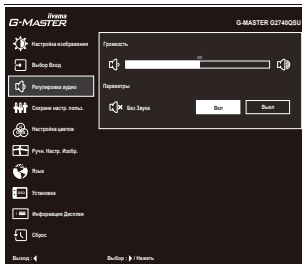 iiyama
G-MASTER
G-MASTER G2740QSU
Настройка изображения
Выбор Вход
Регулировка аудио
Сохрани настр. польз.
Настройка цветов
Ручн. Настр. Изобр.
Язык
OSD
Установка
Информация Дисплея
Сброс
Громкость
50
Параметры
Без Звука
Вкл
Выкл
Выход :
Выбор : / Нажать